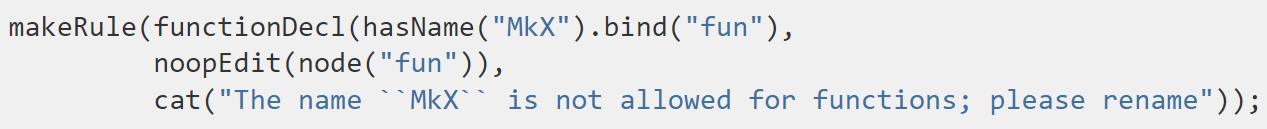 makeRule(functionDecl(hasName("MkX").bind("fun"),
noopEdit(node("fun")),
cat("The name ``MkX`` is not allowed for functions; please rename"));